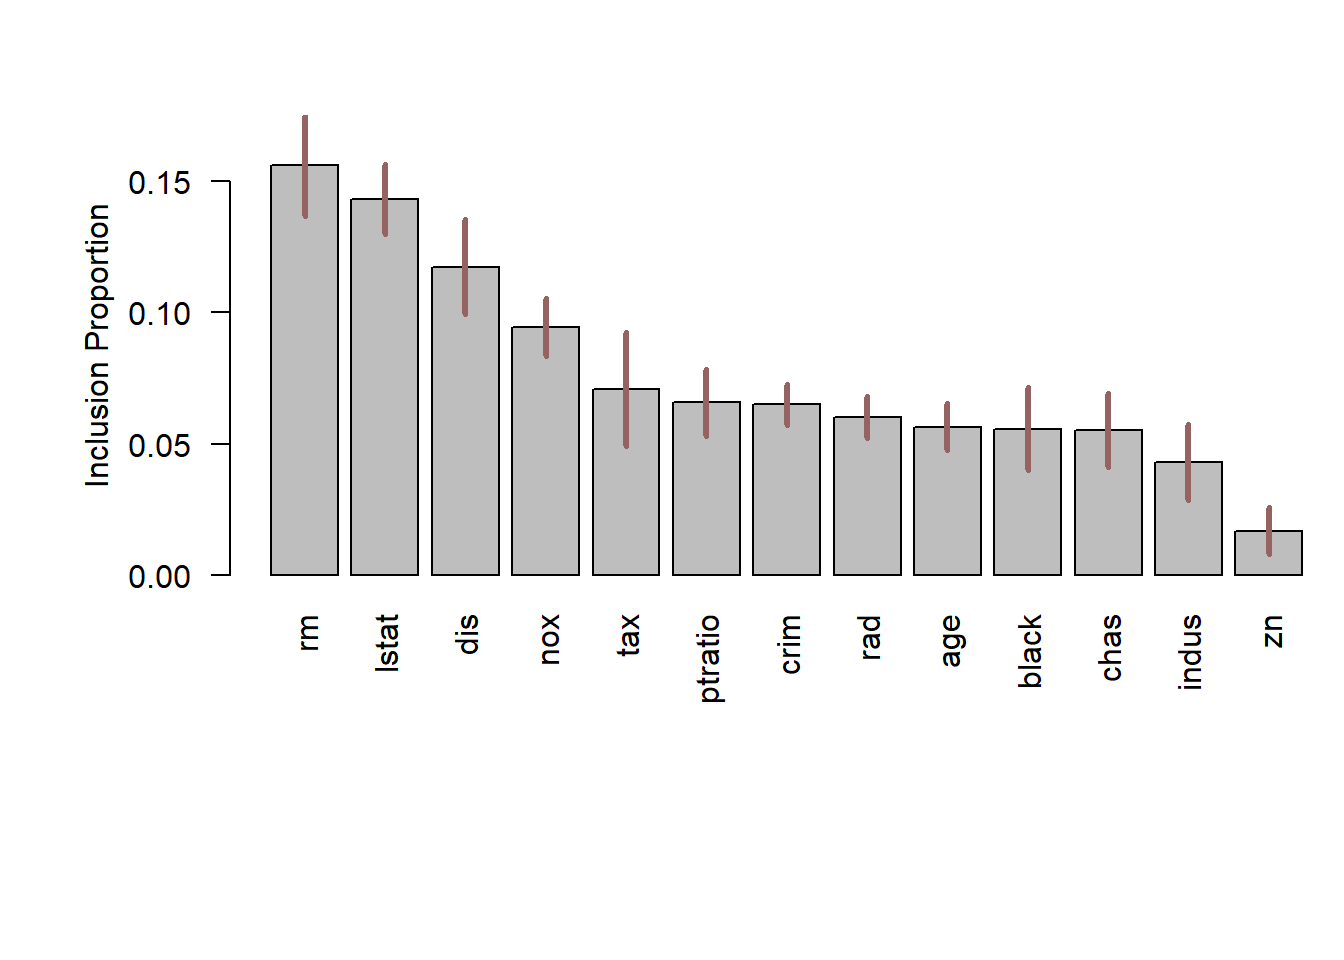 Inclusion Proportion
0.15
0.10
0.05
0.00
rm
lstat
dis
nox
tax
ptratio
crim
rad
age
black
chas
indus
zn